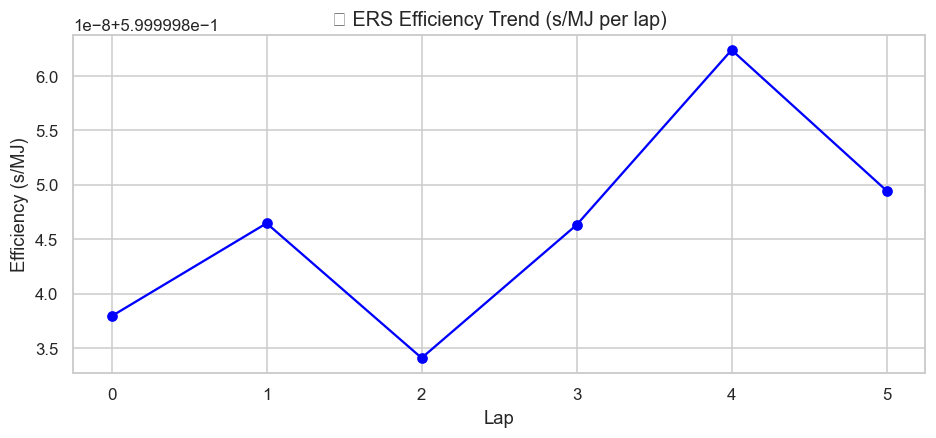 ERS Efficiency Trend (s/MJ per lap)
1e−8+5.999998e−1
6.0
5.5
5.0
4.5
4.0
3.5
Efficiency (s/MJ)
0 1 2 3 4 5
Lap